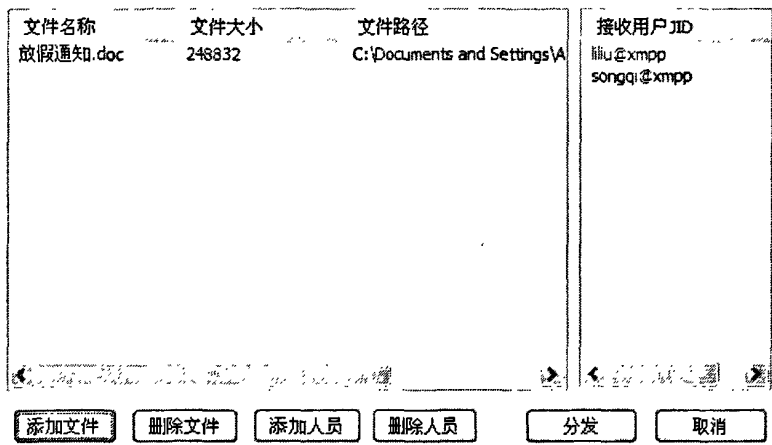 文件名称 文件大小 文件路径
放假通知.doc 248832 C:\Documents and Settings\A
接收用户JID
liliu@xmpp
songqi@xmpp
添加文件 删除文件 添加人员 删除人员 分发 取消